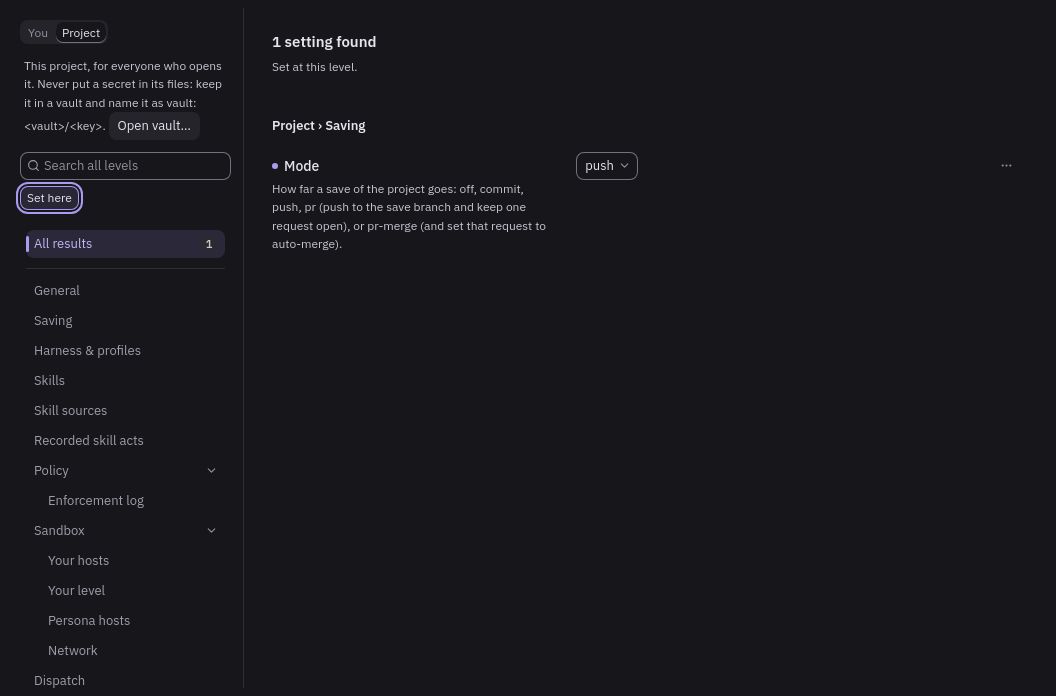 You
Project
This project, for everyone who opens
it. Never put a secret in its files: keep
it in a vault and name it as vault:
<vault>/<key>. Open vault...
Search all levels
Set here
All results 1
General
Saving
Harness & profiles
Skills
Skill sources
Recorded skill acts
Policy
Enforcement log
Sandbox
Your hosts
Your level
Persona hosts
Network
Dispatch
1 setting found
Set at this level.
Project › Saving
Mode
push
How far a save of the project goes: off, commit,
push, pr (push to the save branch and keep one
request open), or pr-merge (and set that request to
auto-merge).